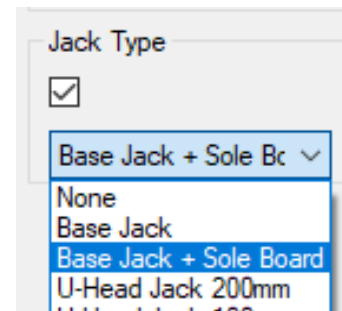 Jack Type
Base Jack + Sole Bc
None
Base Jack
Base Jack + Sole Board
U-Head Jack 200mm